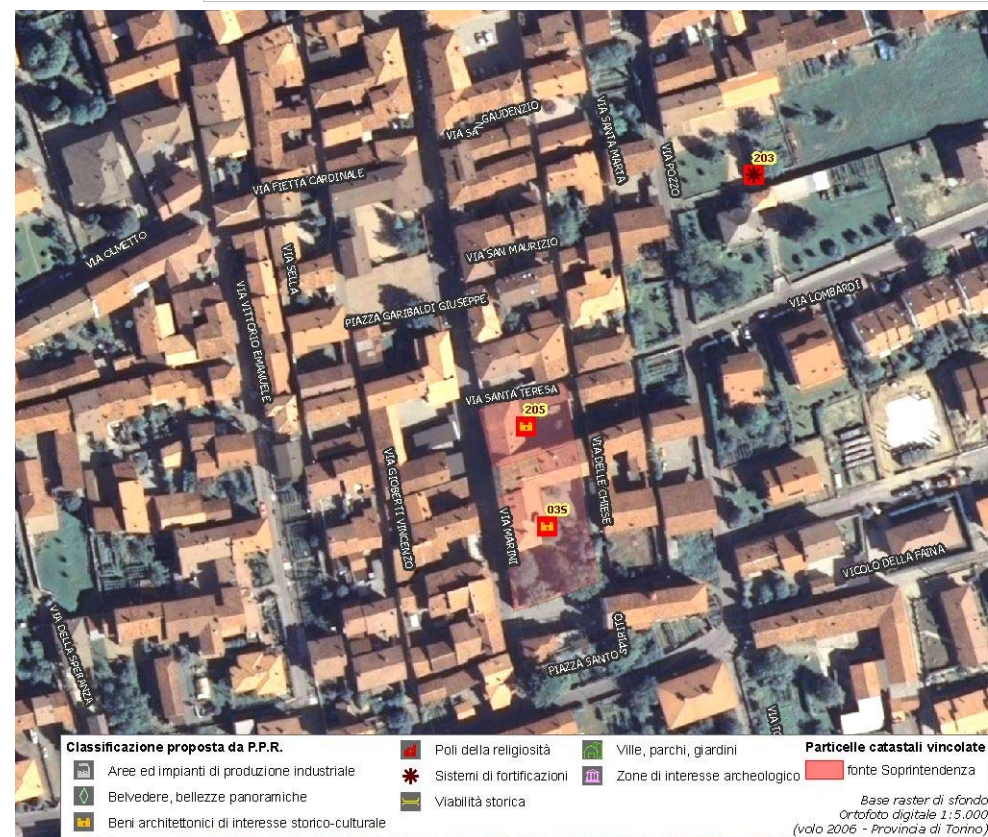 VIA SAN GAUDENZIO
VIA SANTA MARTA
VIA POZZO
203
VIA FIETTA CARDINALE
VIA OLMETTO
VIA SELLA
VIA SAN MAURIZIO
VIA LOMBARDI
VIA VITTORIO EMANUELE
PIAZZA GARIBALDI GIUSEPPE
VIA SANTA TERESA
205
VIA GIOBERTI VINCENZO
VIA DELLE CHIESE
035
VIA MARINI
VICOLO DELLA FAINA
VIA DELLA SPERANZA
PIAZZA SANTO SPIRITO
Classificazione proposta da P.P.R.
Aree ed impianti di produzione industriale
Belvedere, bellezze panoramiche
Beni architettonici di interesse storico-culturale
Poli della religiosità
Sistemi di fortificazioni
Viabilità storica
Ville, parchi, giardini
Zone di interesse archeologico
Particelle catastali vincolate
fonte Soprintendenza
Base raster di sfondo
Ortofoto digitale 1:5.000
(volo 2006 - Provincia di Torino)